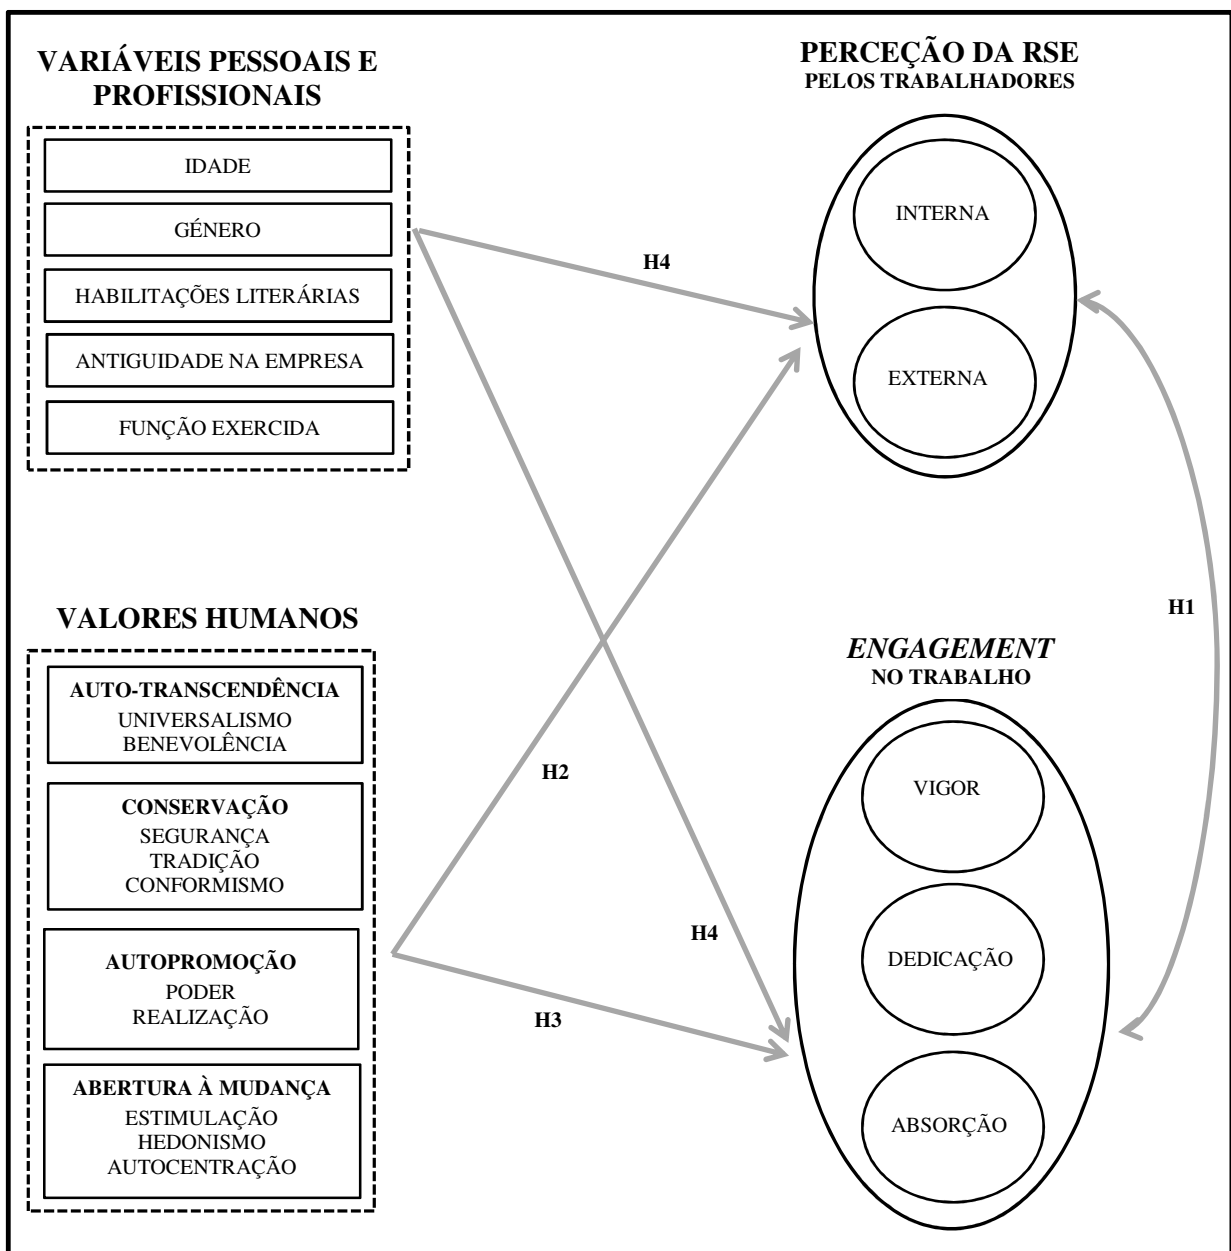 VARIÁVEIS PESSOAIS E
PROFISSIONAIS
IDADE
GÉNERO
HABILITAÇÕES LITERÁRIAS
ANTIGUIDADE NA EMPRESA
FUNÇÃO EXERCIDA
PERCEÇÃO DA RSE
PELOS TRABALHADORES
INTERNA
EXTERNA
H4
H1
VALORES HUMANOS
AUTO-TRANSCENDÊNCIA
UNIVERSALISMO
BENEVOLÊNCIA
CONSERVAÇÃO
SEGURANÇA
TRADIÇÃO
CONFORMISMO
AUTOPROMOÇÃO
PODER
REALIZAÇÃO
ABERTURA À MUDANÇA
ESTIMULAÇÃO
HEDONISMO
AUTOCENTRAÇÃO
H2
H4
H3
ENGAGEMENT
NO TRABALHO
VIGOR
DEDICAÇÃO
ABSORÇÃO